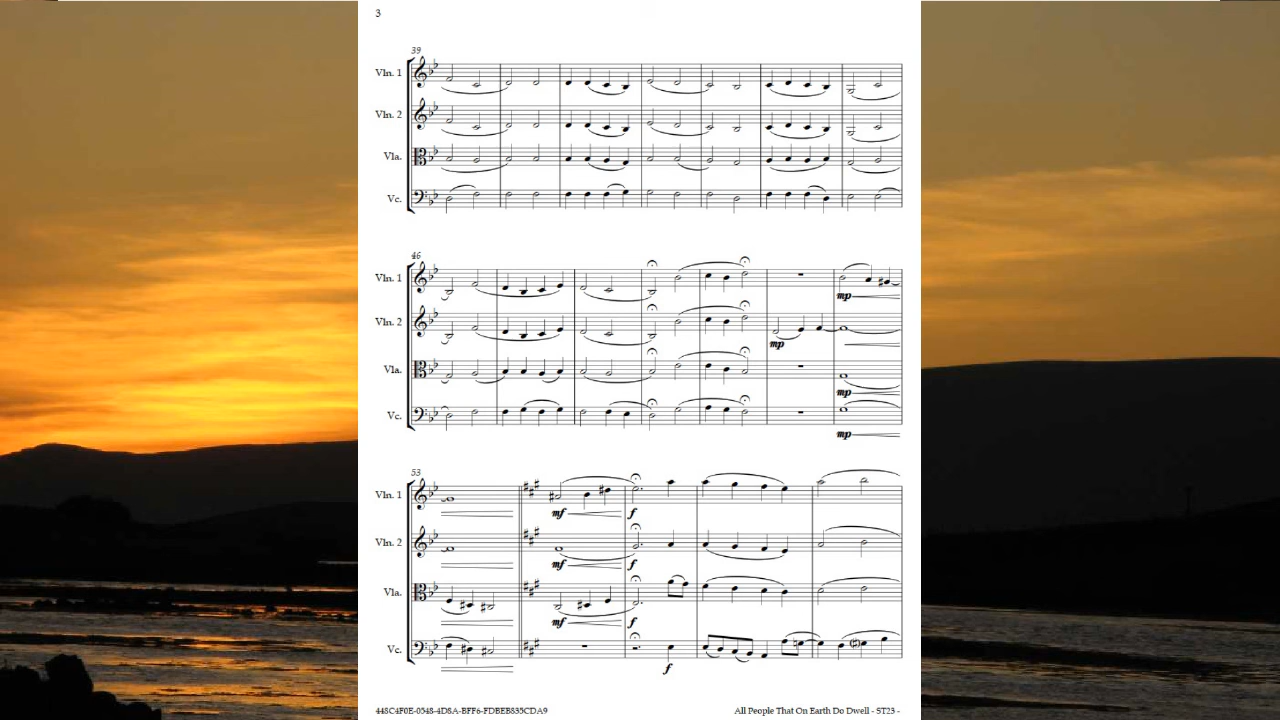 3
39
Vln. 1
Vln. 2
Vla.
Vc.
46
Vln. 1
Vln. 2
mp
mp
Vla.
mp
Vc.
mp
53
Vln. 1
mf f
Vln. 2
mf f
Vla.
mf f
Vc.
f
448C4F0E-0548-4D8A-BFF6-FDBEB835CDA9 All People That On Earth Do Dwell - ST23 -